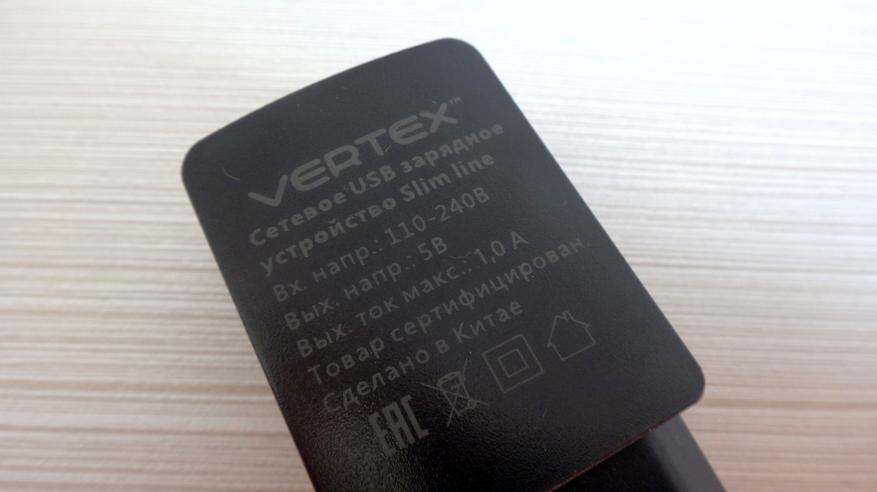 VERTEX™
Сетевое USB зарядное
устройство Slim line
Вх. напр.: 110-240В
Вых. напр.: 5В
Вых. ток макс.: 1,0 А
Товар сертифицирован.
Сделано в Китае
EAC